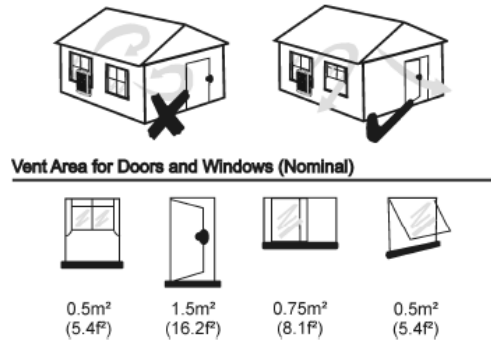 Vent Area for Doors and Windows (Nominal)
0.5m² 1.5m² 0.75m² 0.5m²
(5.4f²) (16.2f²) (8.1f²) (5.4f²)